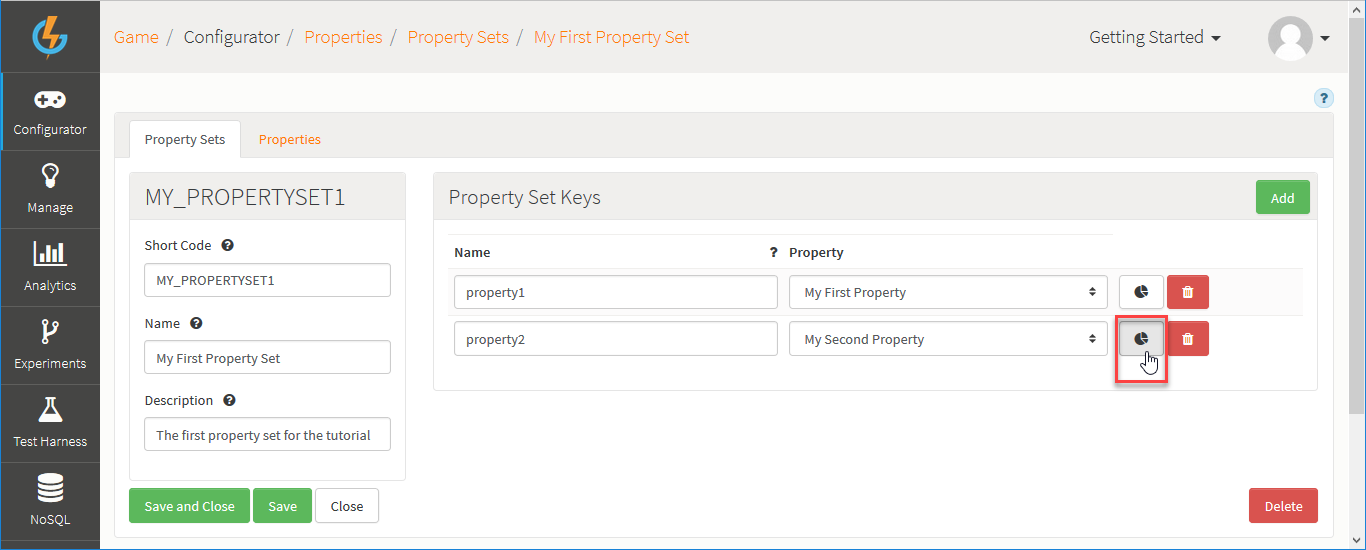 Game / Configurator / Properties / Property Sets / My First Property Set
Getting Started
Configurator
Manage
Analytics
Experiments
Test Harness
NoSQL
?
Property Sets
Properties
MY_PROPERTYSET1
Short Code ?
MY_PROPERTYSET1
Name ?
My First Property Set
Description ?
The first property set for the tutorial
Property Set Keys
Add
Name ? Property
property1 My First Property
property2 My Second Property
Save and Close Save Close
Delete